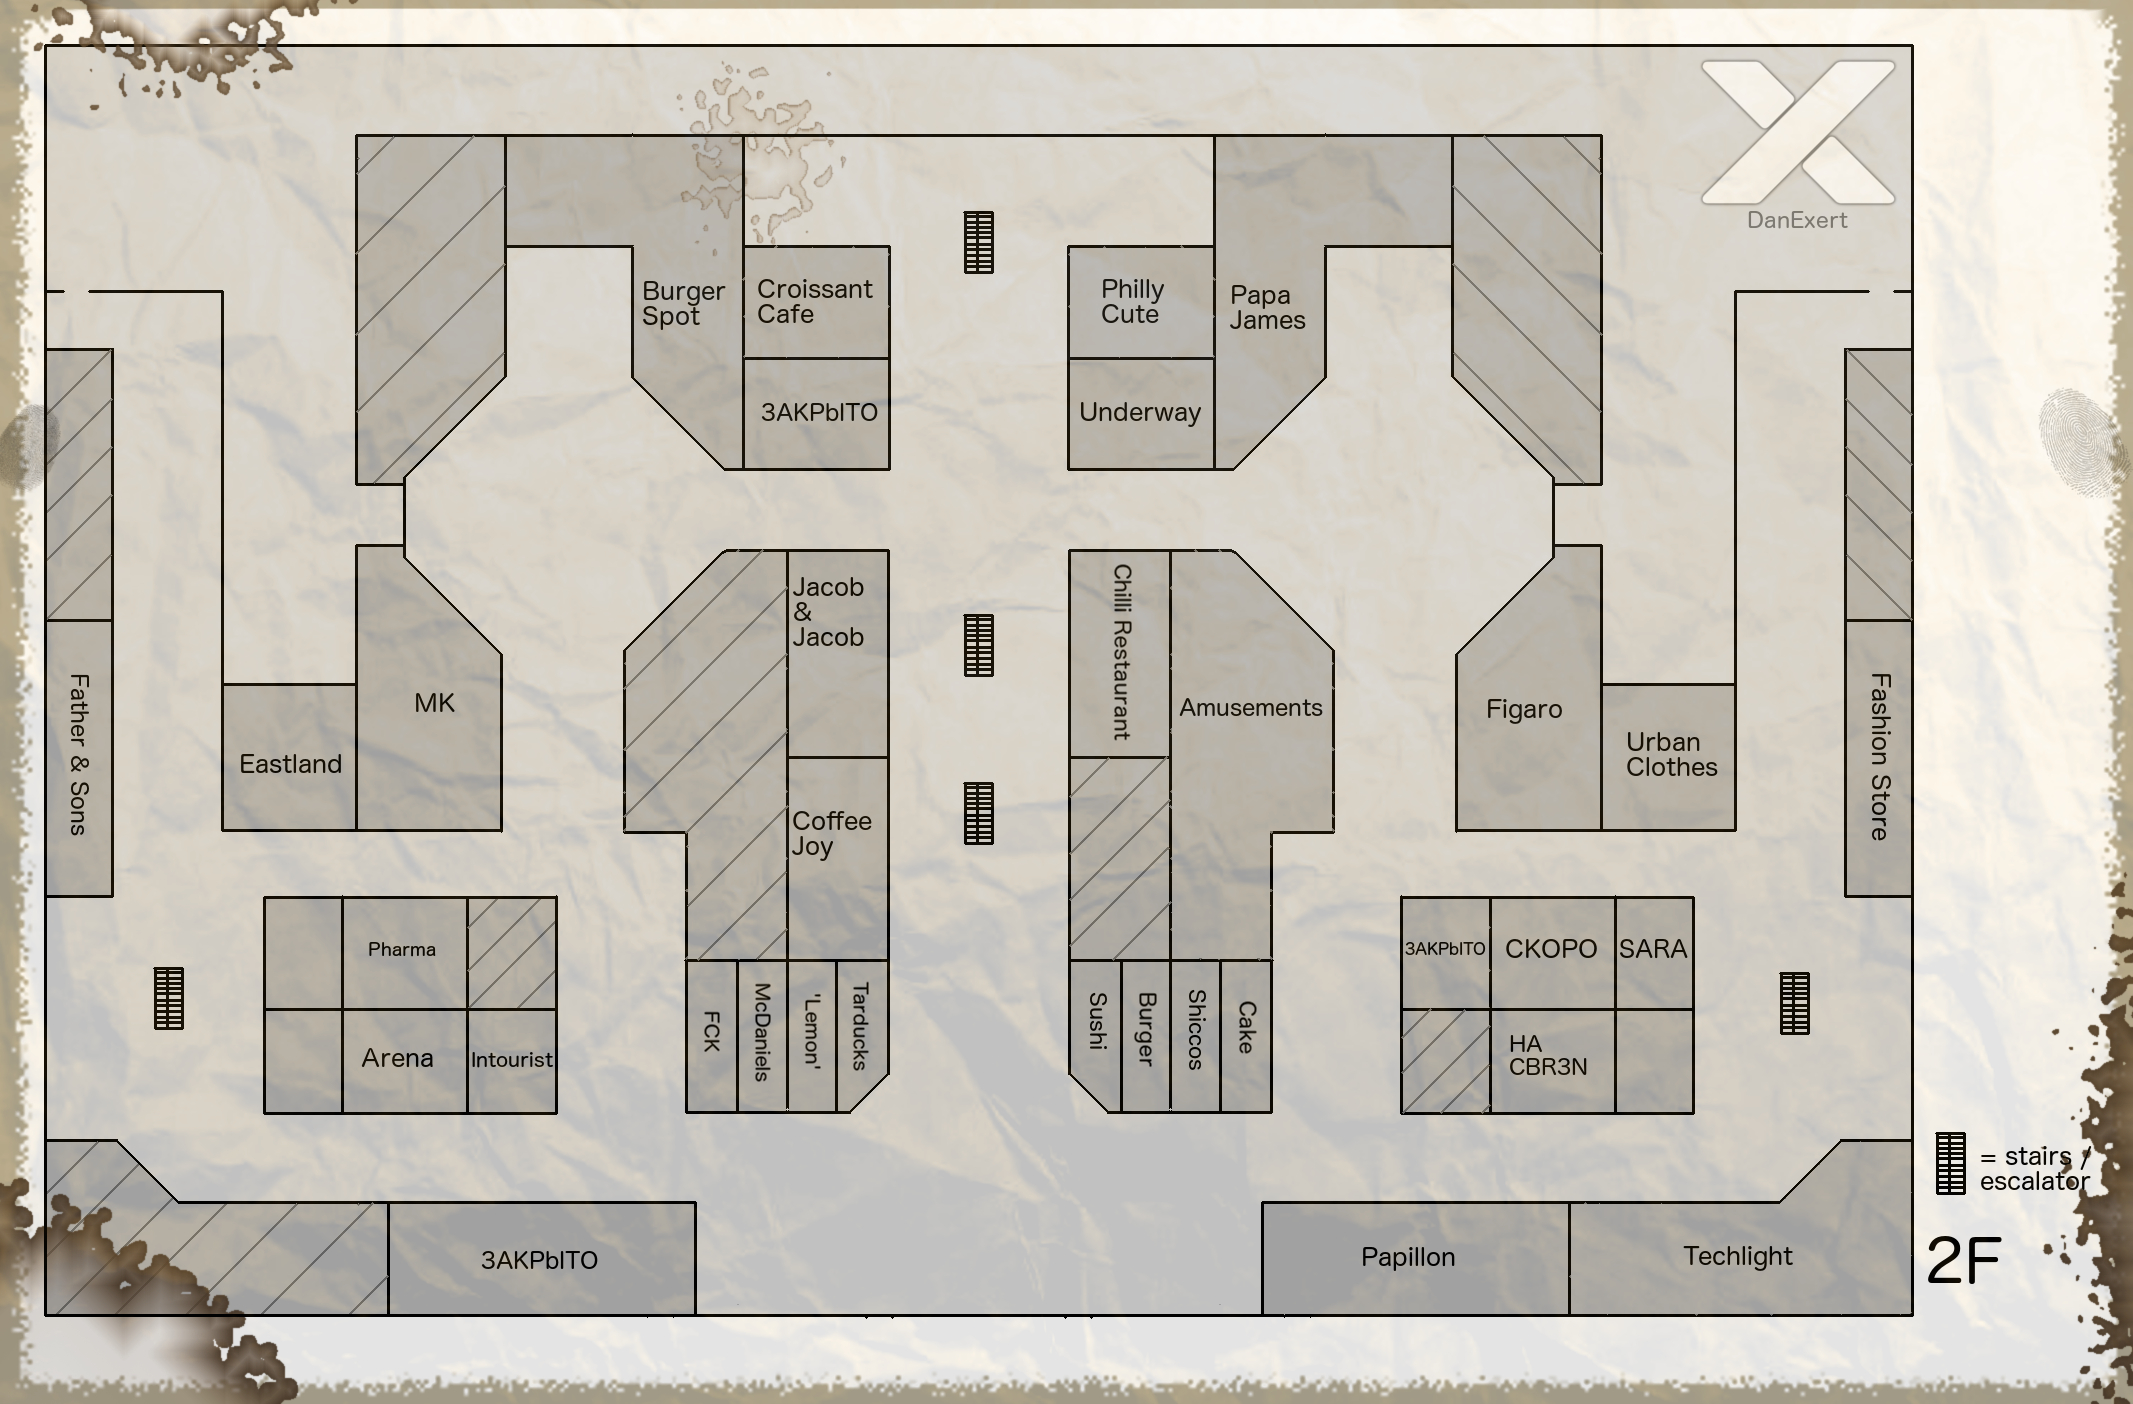 DanExert
Burger
Spot
Croissant
Cafe
3AKPbITO
Philly
Cute
Underway
Papa
James
Jacob
&
Jacob
Chilli Restaurant
Amusements
Father & Sons
Eastland
MK
Coffee
Joy
Figaro
Urban
Clothes
Fashion Store
Pharma
Arena
Intourist
FCK
McDaniels
'Lemon'
Tarducks
Sushi
Burger
Shiccos
Cake
3AKPbITO
CKOPO
SARA
HA
CBR3N
= stairs /
escalator
3AKPbITO
Papillon
Techlight
2F